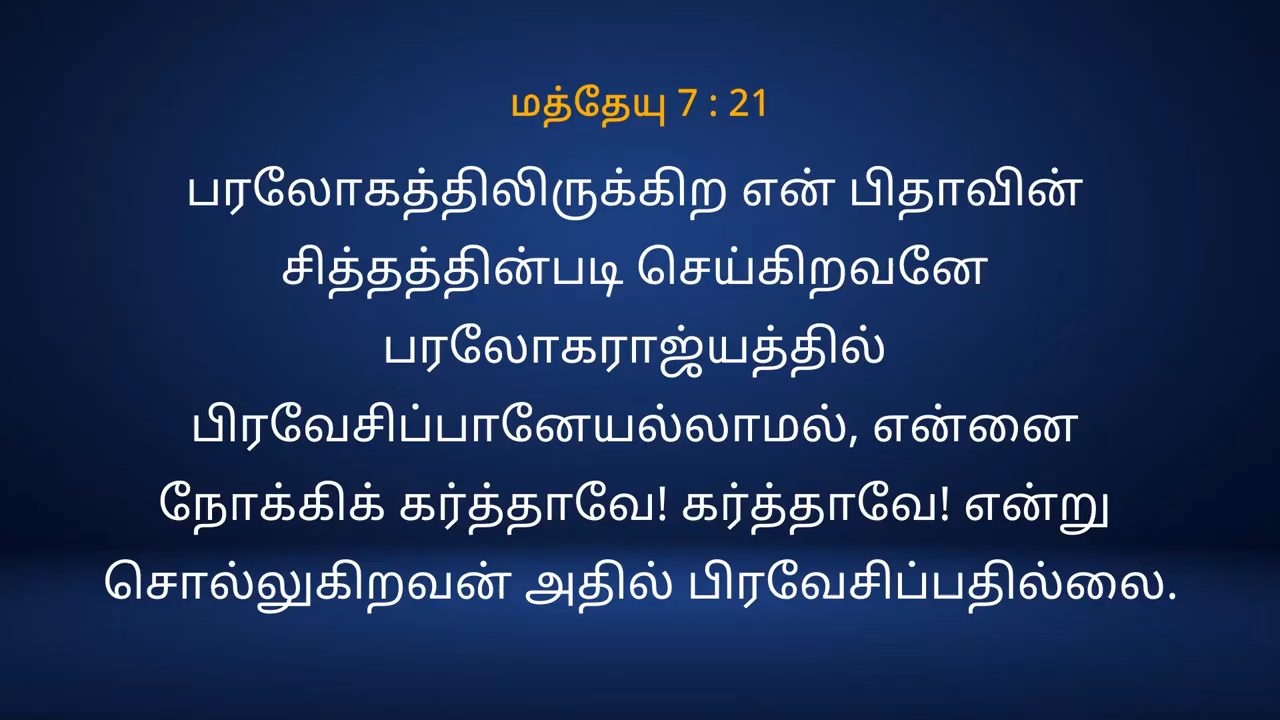 மத்தேயு 7 : 21
பரலோகத்திலிருக்கிற என் பிதாவின்
சித்தத்தின்படி செய்கிறவனே
பரலோகராஜ்யத்தில்
பிரவேசிப்பானேயல்லாமல், என்னை
நோக்கிக் கர்த்தாவே! கர்த்தாவே! என்று
சொல்லுகிறவன் அதில் பிரவேசிப்பதில்லை.